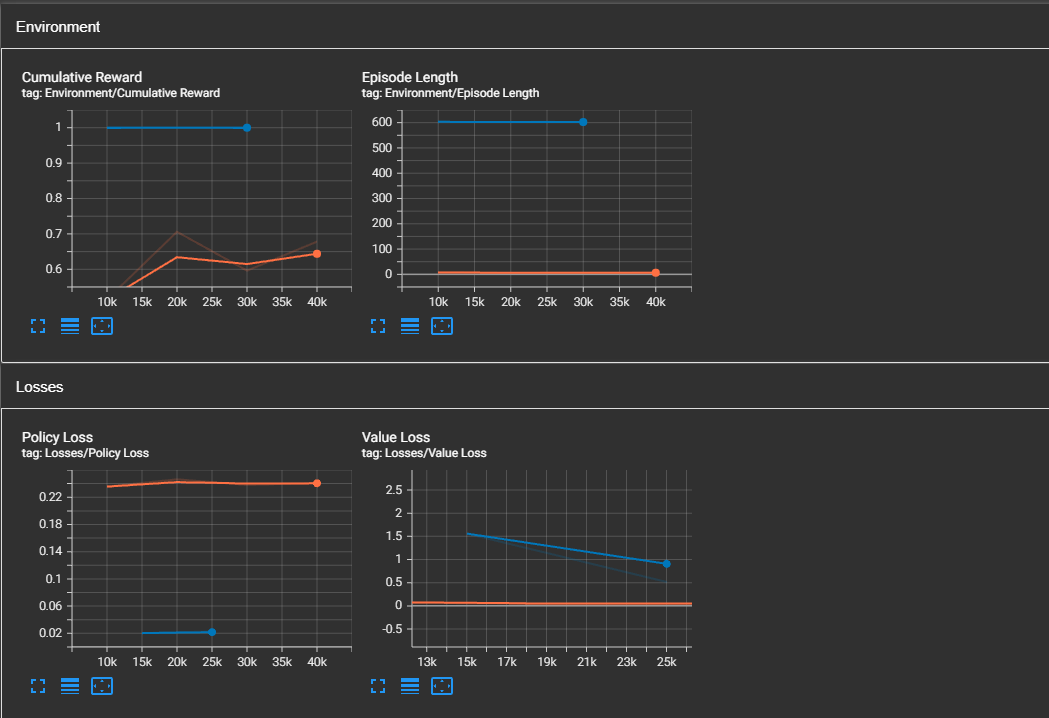 Environment
Cumulative Reward
tag: Environment/Cumulative Reward
1
0.9
0.8
0.7
0.6
10k 15k 20k 25k 30k 35k 40k
Episode Length
tag: Environment/Episode Length
600
500
400
300
200
100
0
10k 15k 20k 25k 30k 35k 40k
Losses
Policy Loss
tag: Losses/Policy Loss
0.22
0.18
0.14
0.1
0.06
0.02
10k 15k 20k 25k 30k 35k 40k
Value Loss
tag: Losses/Value Loss
2.5
2
1.5
1
0.5
0
-0.5
13k 15k 17k 19k 21k 23k 25k